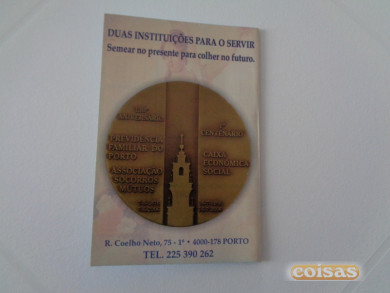 DUAS INSTITUIÇÕES PARA O SERVIR
Semear no presente para colher no futuro.
ANIVERSÁRIO
CENTENÁRIO
PREVIDÊNCIA
FAMILIAR DO
PORTO
CAIXA
ECONÓMICA
SOCIAL
ASSOCIAÇÃO
SOCORROS
MÚTUOS
R. Coelho Neto, 75 - 1º • 4000-178 PORTO
TEL. 225 390 262
coisas